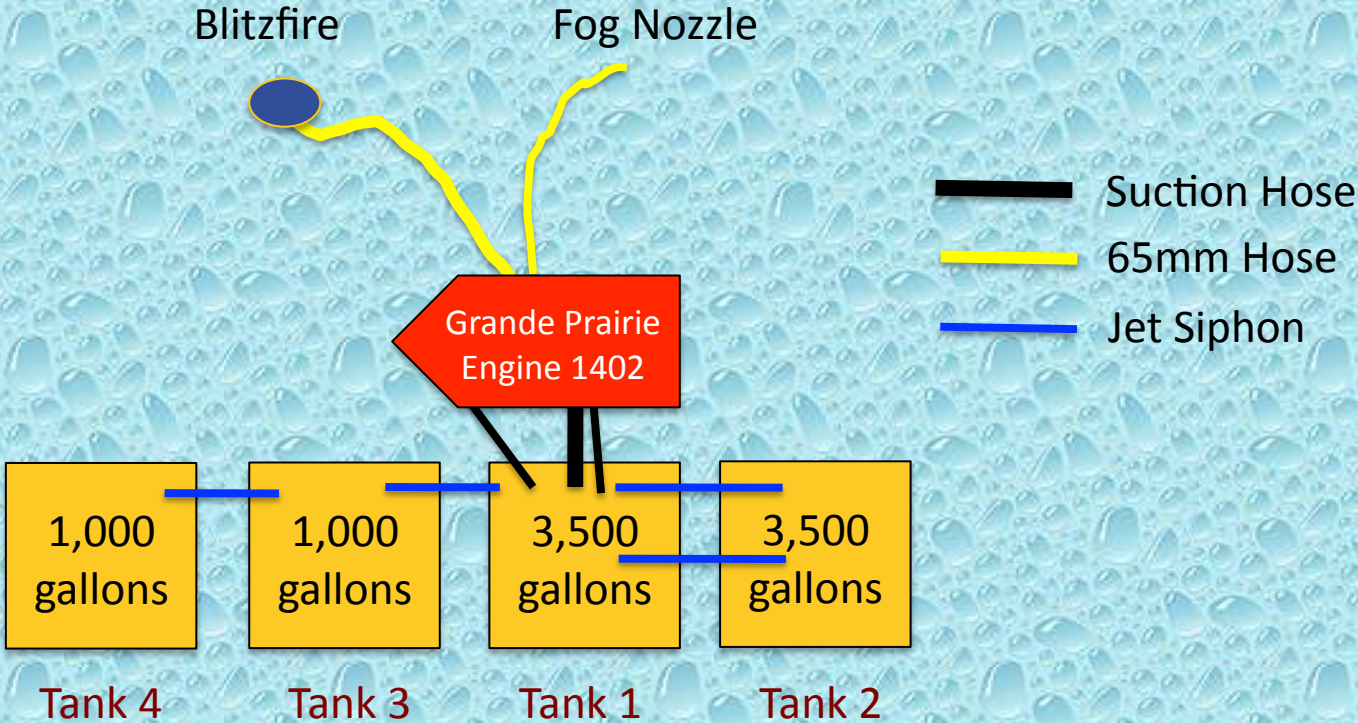 Blitzfire
Fog Nozzle
Suction Hose
65mm Hose
Jet Siphon
Grande Prairie
Engine 1402
1,000
gallons
1,000
gallons
3,500
gallons
3,500
gallons
Tank 4
Tank 3
Tank 1
Tank 2